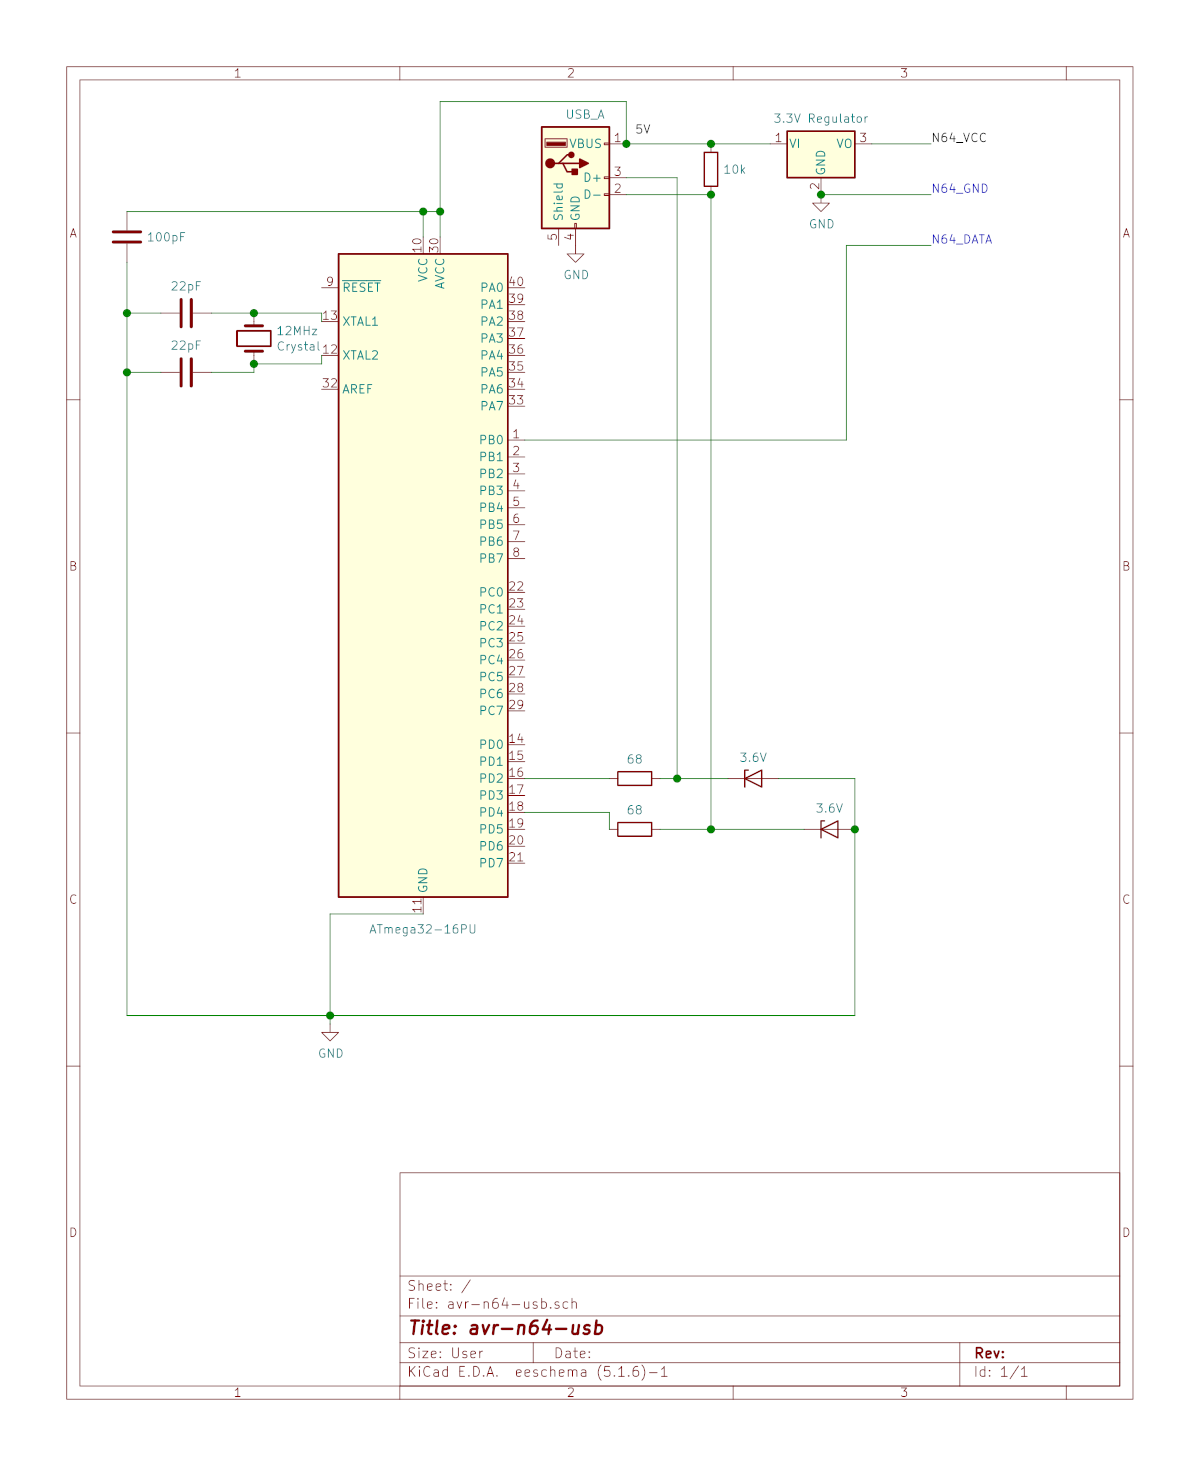 1 2 3
USB_A
5V
3.3V Regulator
VBUS 1
1 VI VO 3
N64_VCC
10k
D+ 3
D- 2
GND
2
N64_GND
Shield
GND
5 4
GND
GND
A
100pF
N64_DATA
A
10 30
VCC AVCC
22pF
9 RESET
PA0 40
PA1 39
13 XTAL1
PA2 38
12MHz
Crystal
PA3 37
22pF
12 XTAL2
PA4 36
PA5 35
32 AREF
PA6 34
PA7 33
PB0 1
PB1 2
PB2 3
PB3 4
PB4 5
PB5 6
PB6 7
PB7 8
B
B
PC0 22
PC1 23
PC2 24
PC3 25
PC4 26
PC5 27
PC6 28
PC7 29
PD0 14
PD1 15
68
3.6V
PD2 16
PD3 17
68
3.6V
PD4 18
PD5 19
PD6 20
PD7 21
GND
11
C
C
ATmega32-16PU
GND
D
D
Sheet: /
File: avr-n64-usb.sch
Title: avr-n64-usb
Size: User Date: Rev:
KiCad E.D.A. eeschema (5.1.6)-1 Id: 1/1
1 2 3